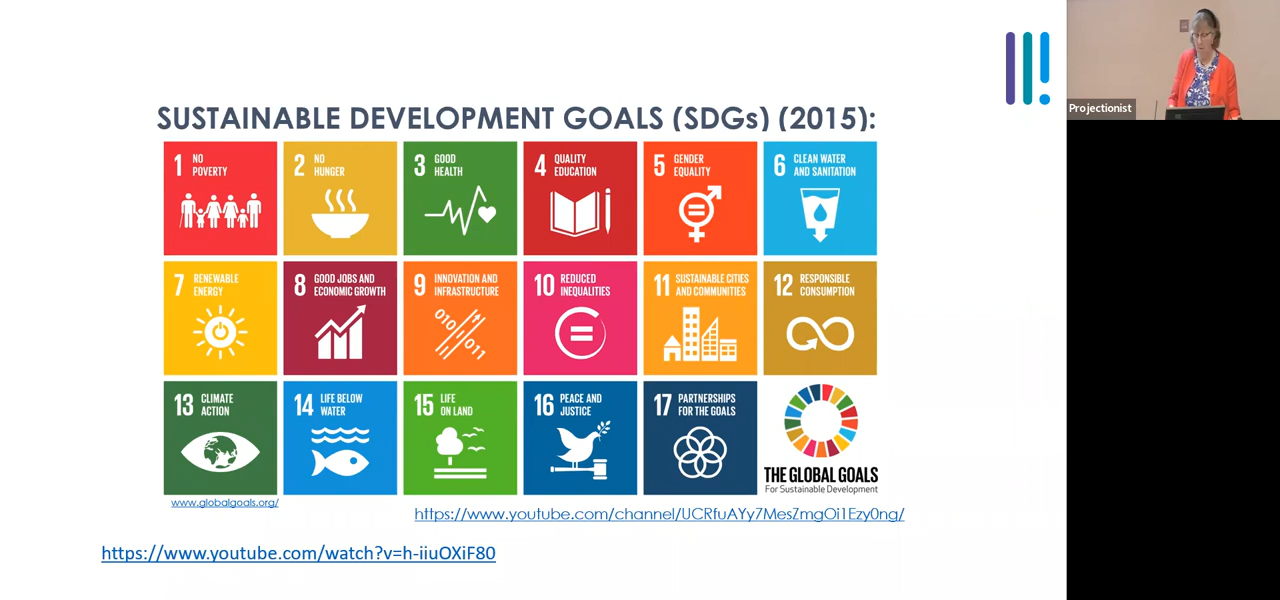 Projectionist
SUSTAINABLE DEVELOPMENT GOALS (SDGs) (2015):
1 NO
POVERTY
2 NO
HUNGER
3 GOOD
HEALTH
4 QUALITY
EDUCATION
5 GENDER
EQUALITY
6 CLEAN WATER
AND SANITATION
7 RENEWABLE
ENERGY
8 GOOD JOBS AND
ECONOMIC GROWTH
9 INNOVATION AND
INFRASTRUCTURE
010
011
10 REDUCED
INEQUALITIES
11 SUSTAINABLE CITIES
AND COMMUNITIES
12 RESPONSIBLE
CONSUMPTION
13 CLIMATE
ACTION
14 LIFE BELOW
WATER
15 LIFE
ON LAND
16 PEACE AND
JUSTICE
17 PARTNERSHIPS
FOR THE GOALS
THE GLOBAL GOALS
For Sustainable Development
www.globalgoals.org/
https://www.youtube.com/channel/UCRfuAYy7MesZmgOi1Ezy0ng/
https://www.youtube.com/watch?v=h-iiuOXiF80